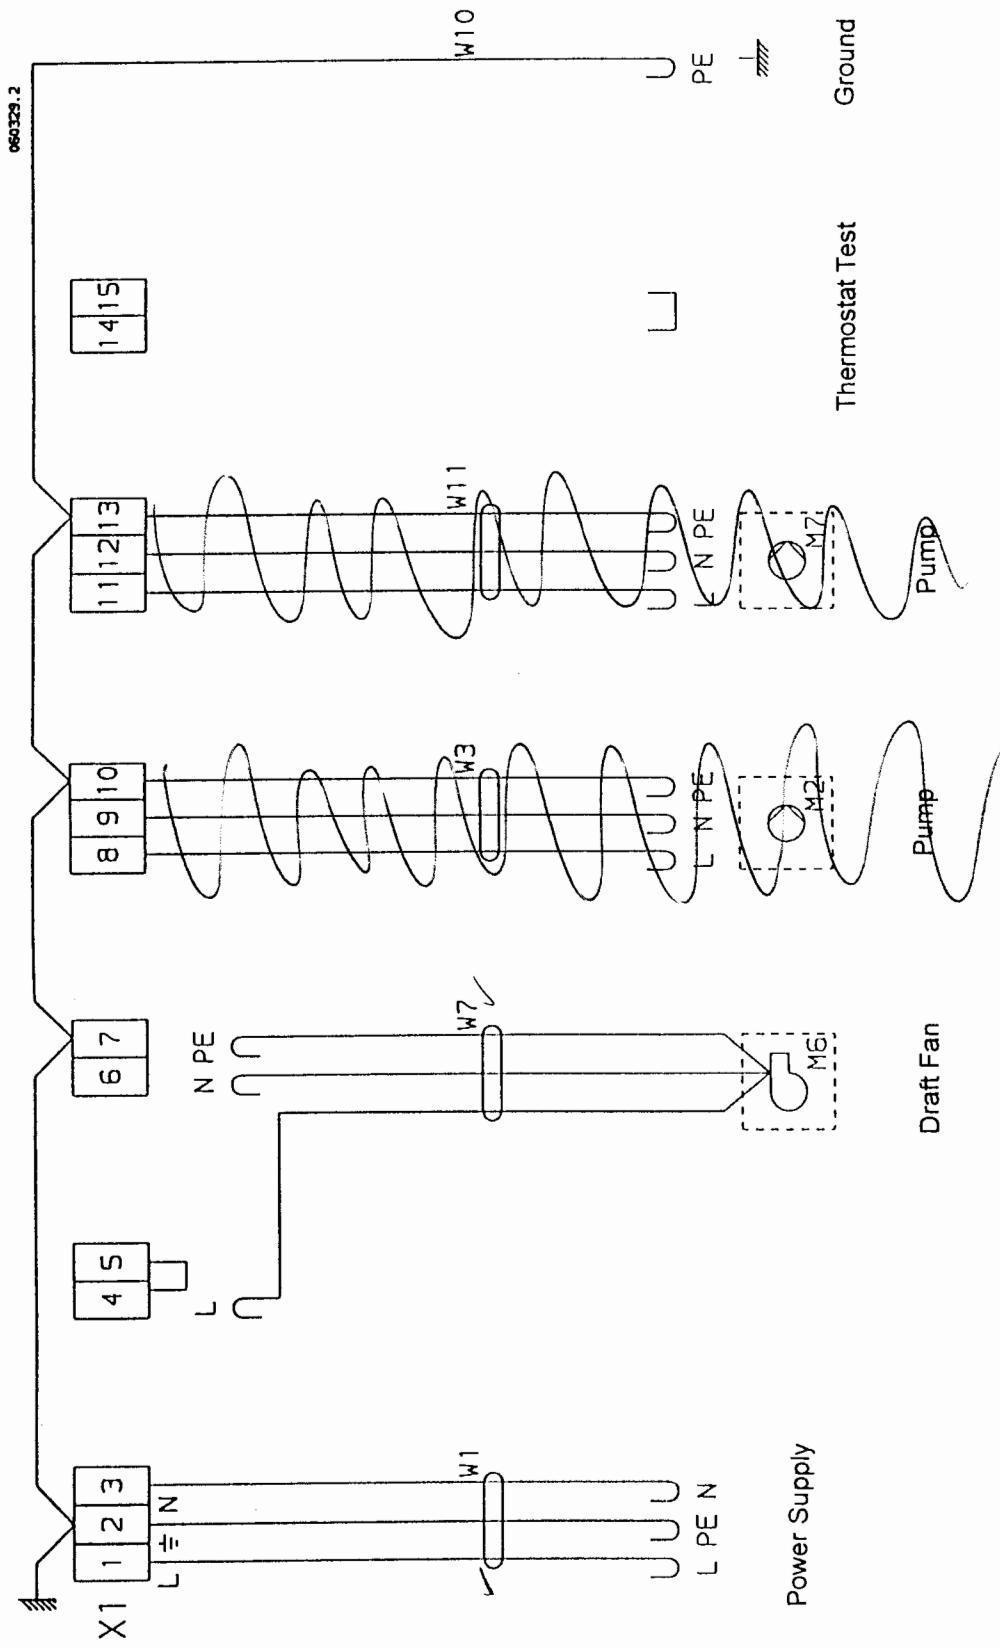 060329.2
X1 1 2 3 4 5 6 7 8 9 10 11 12 13 14 15
L ⏚ N
L N PE
W1 W7 W3 W11 W10
L PE N L N PE L N PE PE
M6 M2 M7
Power Supply
Thermostat Test Ground
Draft Fan Pump Pump